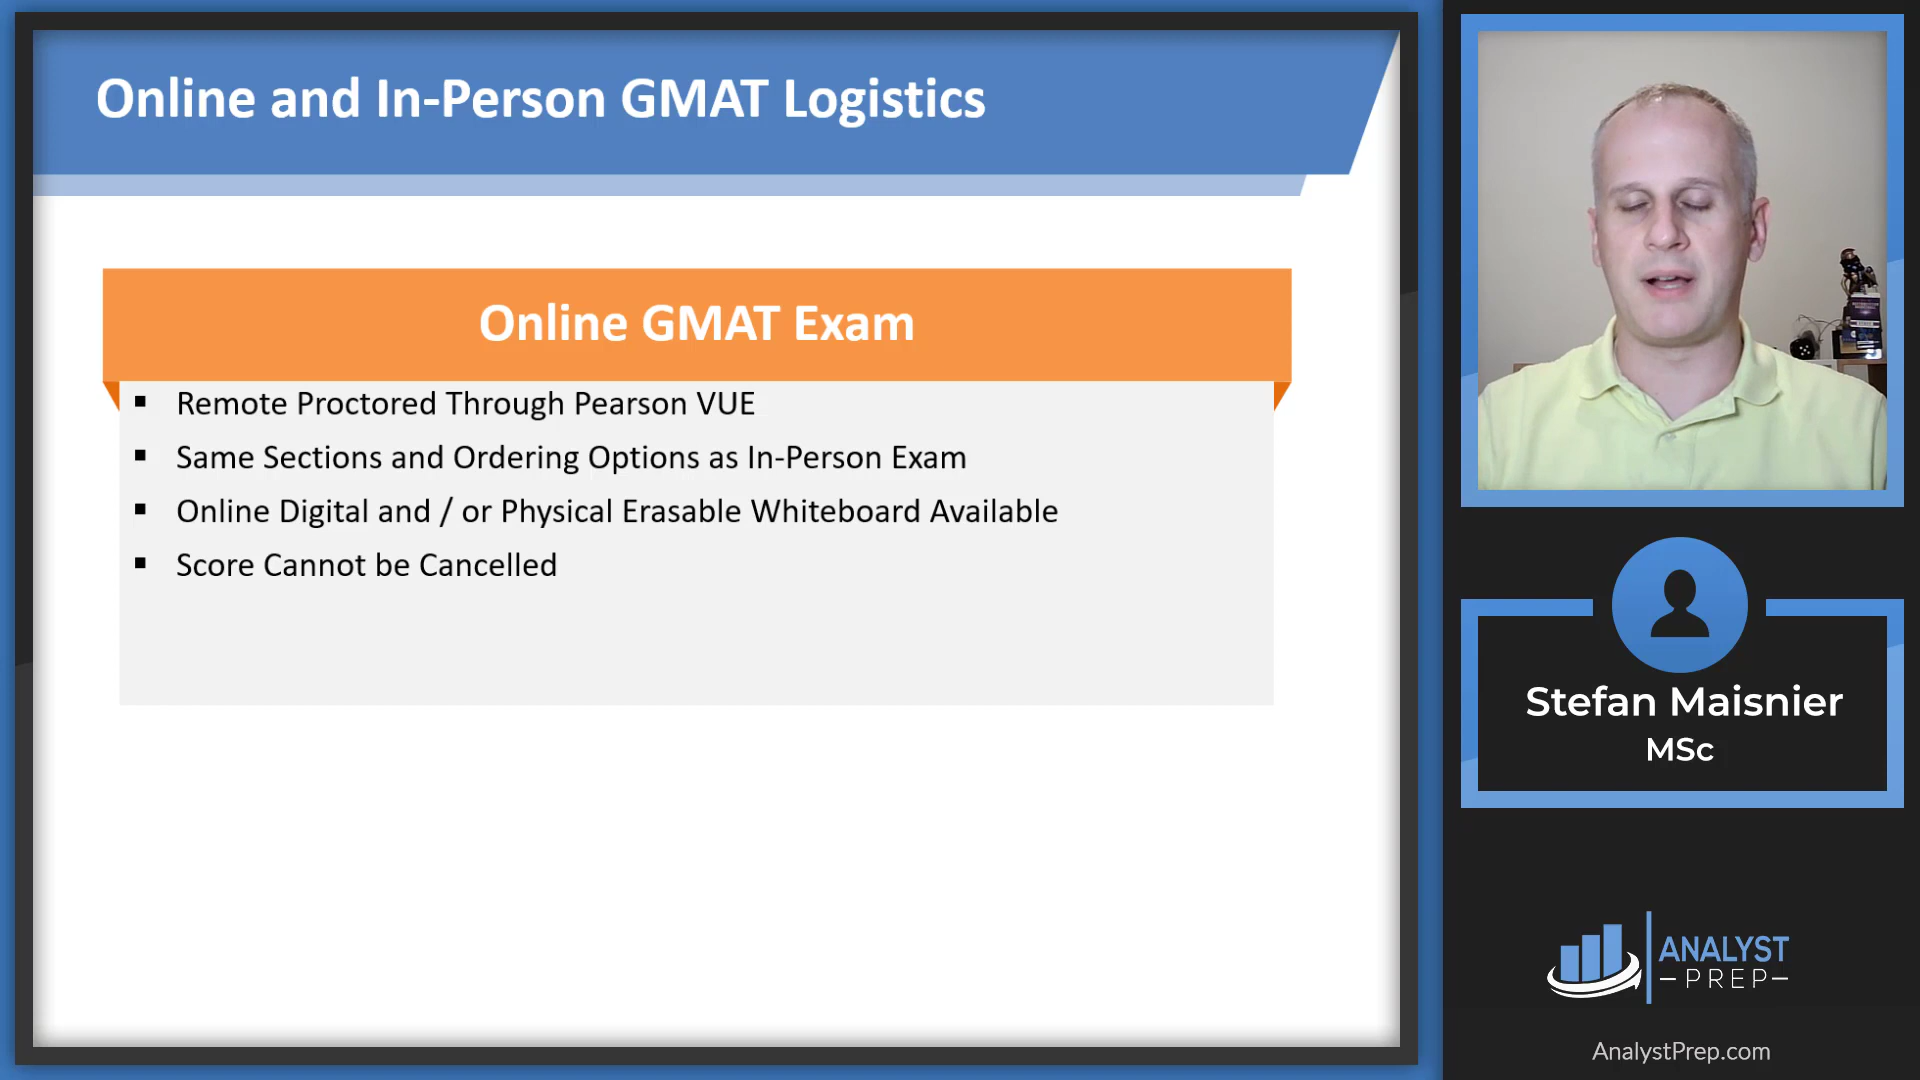 Online and In-Person GMAT Logistics
Online GMAT Exam
▪ Remote Proctored Through Pearson VUE
▪ Same Sections and Ordering Options as In-Person Exam
▪ Online Digital and / or Physical Erasable Whiteboard Available
▪ Score Cannot be Cancelled
Stefan Maisnier
MSc
ANALYST
PREP
AnalystPrep.com